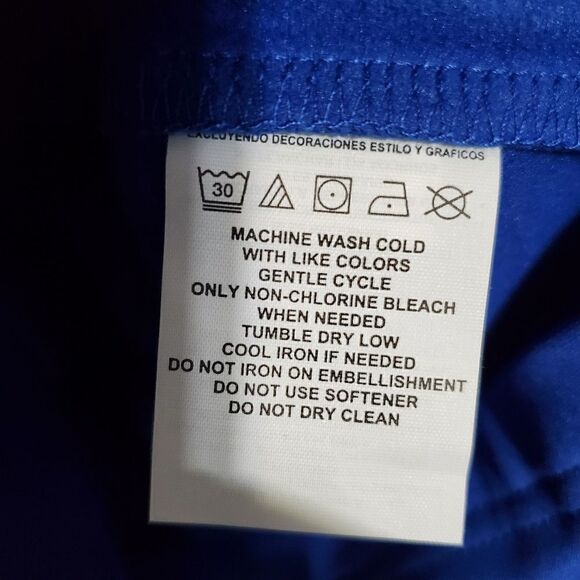 EXCLUYENDO DECORACIONES ESTILO Y GRAFICOS
30
MACHINE WASH COLD
WITH LIKE COLORS
GENTLE CYCLE
ONLY NON-CHLORINE BLEACH
WHEN NEEDED
TUMBLE DRY LOW
COOL IRON IF NEEDED
DO NOT IRON ON EMBELLISHMENT
DO NOT USE SOFTENER
DO NOT DRY CLEAN